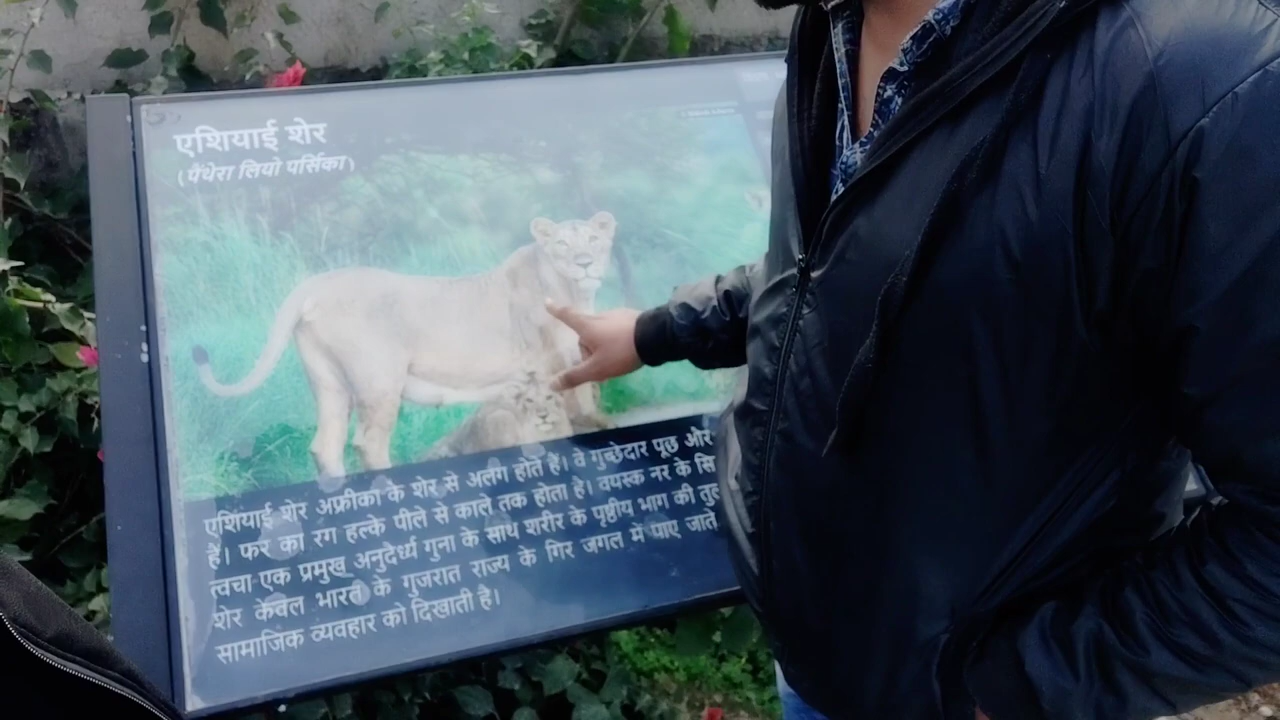 एशियाई शेर
(पैंथेरा लियो पर्सिका)
एशियाई शेर अफ्रीका के शेर से अलग होते हैं। वे गुच्छेदार पूछ और
हैं। फर का रंग हल्के पीले से काले तक होता है। वयस्क नर के सि
त्वचा एक प्रमुख अनुदैर्ध्य गुना के साथ शरीर के पृष्ठीय भाग की तुल
शेर केवल भारत के गुजरात राज्य के गिर जगल में पाए जाते
सामाजिक व्यवहार को दिखाती है।